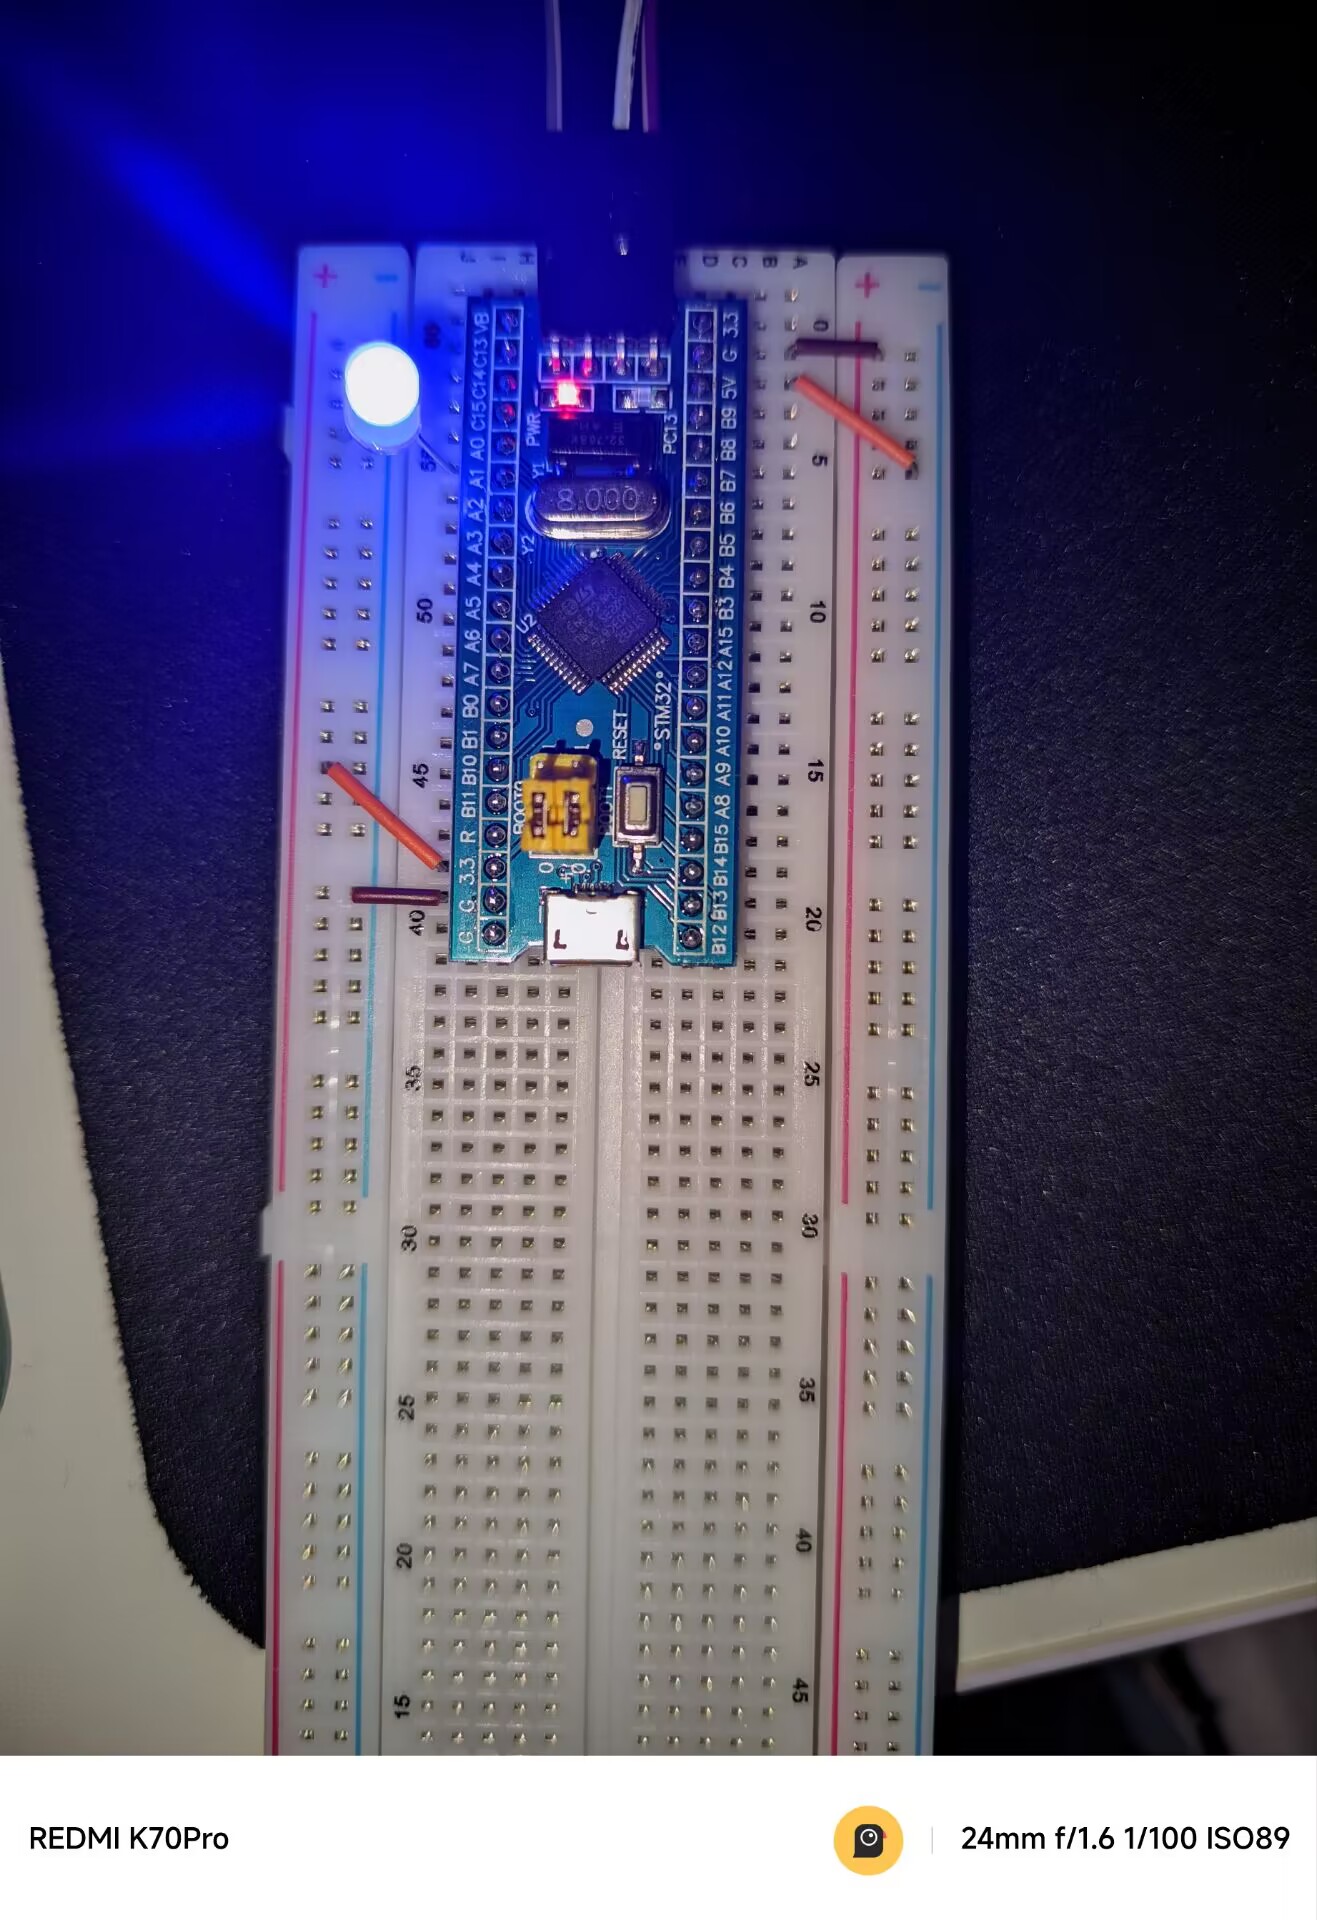 + − J I H E D C B A + −
VB
C13
C14
C15
A0
A1
A2
A3
A4
A5
A6
A7
B0
B1
B10
B11
R
3.3
G
G
3.3
G
5V
B9
B8
B7
B6
B5
B4
B3
A15
A12
A11
A10
A9
A8
B15
B14
B13
B12
PWR
PC13
Y1
32.768K
8.000
Y2
U2
°STM32°
RESET
BOOT0
BOOT1
0
50
45
40
35
30
25
20
15
0
5
10
15
20
25
30
35
40
45
REDMI K70Pro
24mm f/1.6 1/100 ISO89